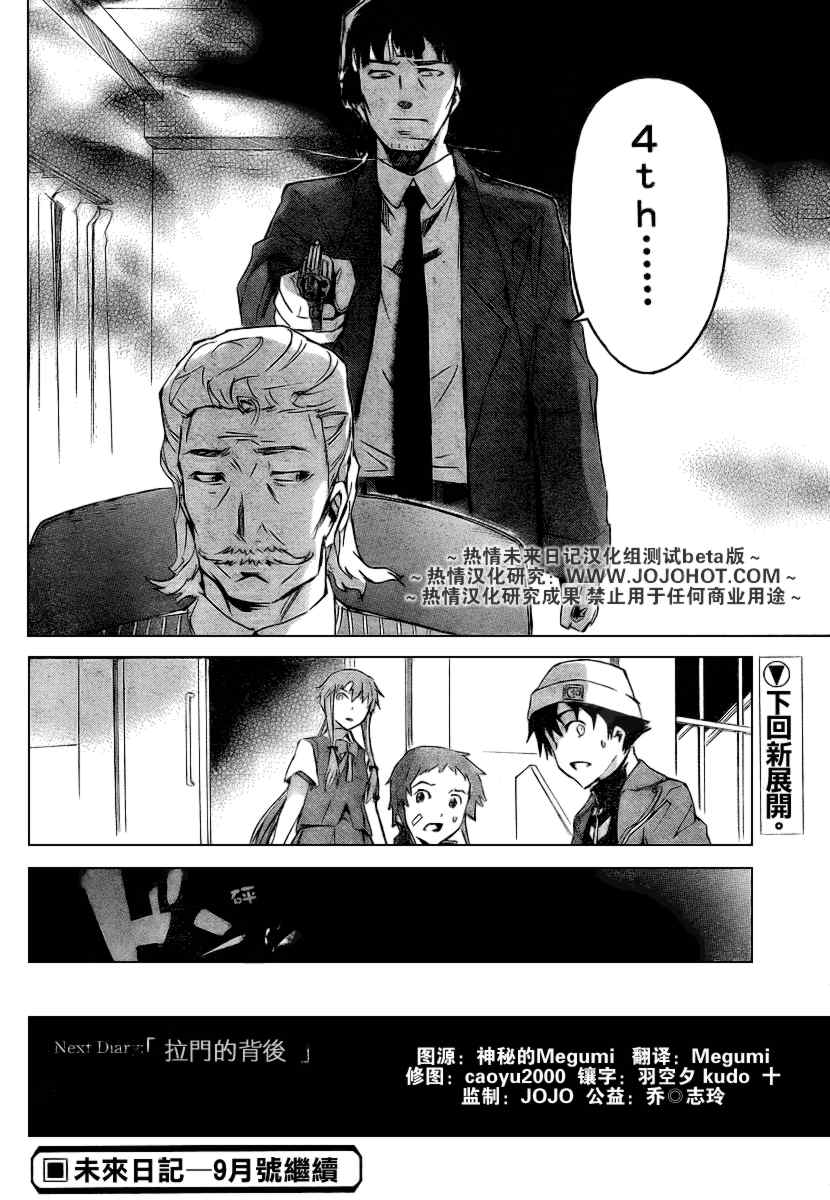 4th……
~热情未来日记汉化组测试beta版~
~热情汉化研究：WWW.JOJOHOT.COM~
~热情汉化研究成果 禁止用于任何商业用途~
▼下回新展開。
ドン
砰
Next Diary:「拉門的背後 」
图源：神秘的Megumi 翻译：Megumi
修图：caoyu2000 镶字：羽空夕 kudo 十
监制：JOJO 公益：乔◎志玲
▣未來日記—9月號繼續